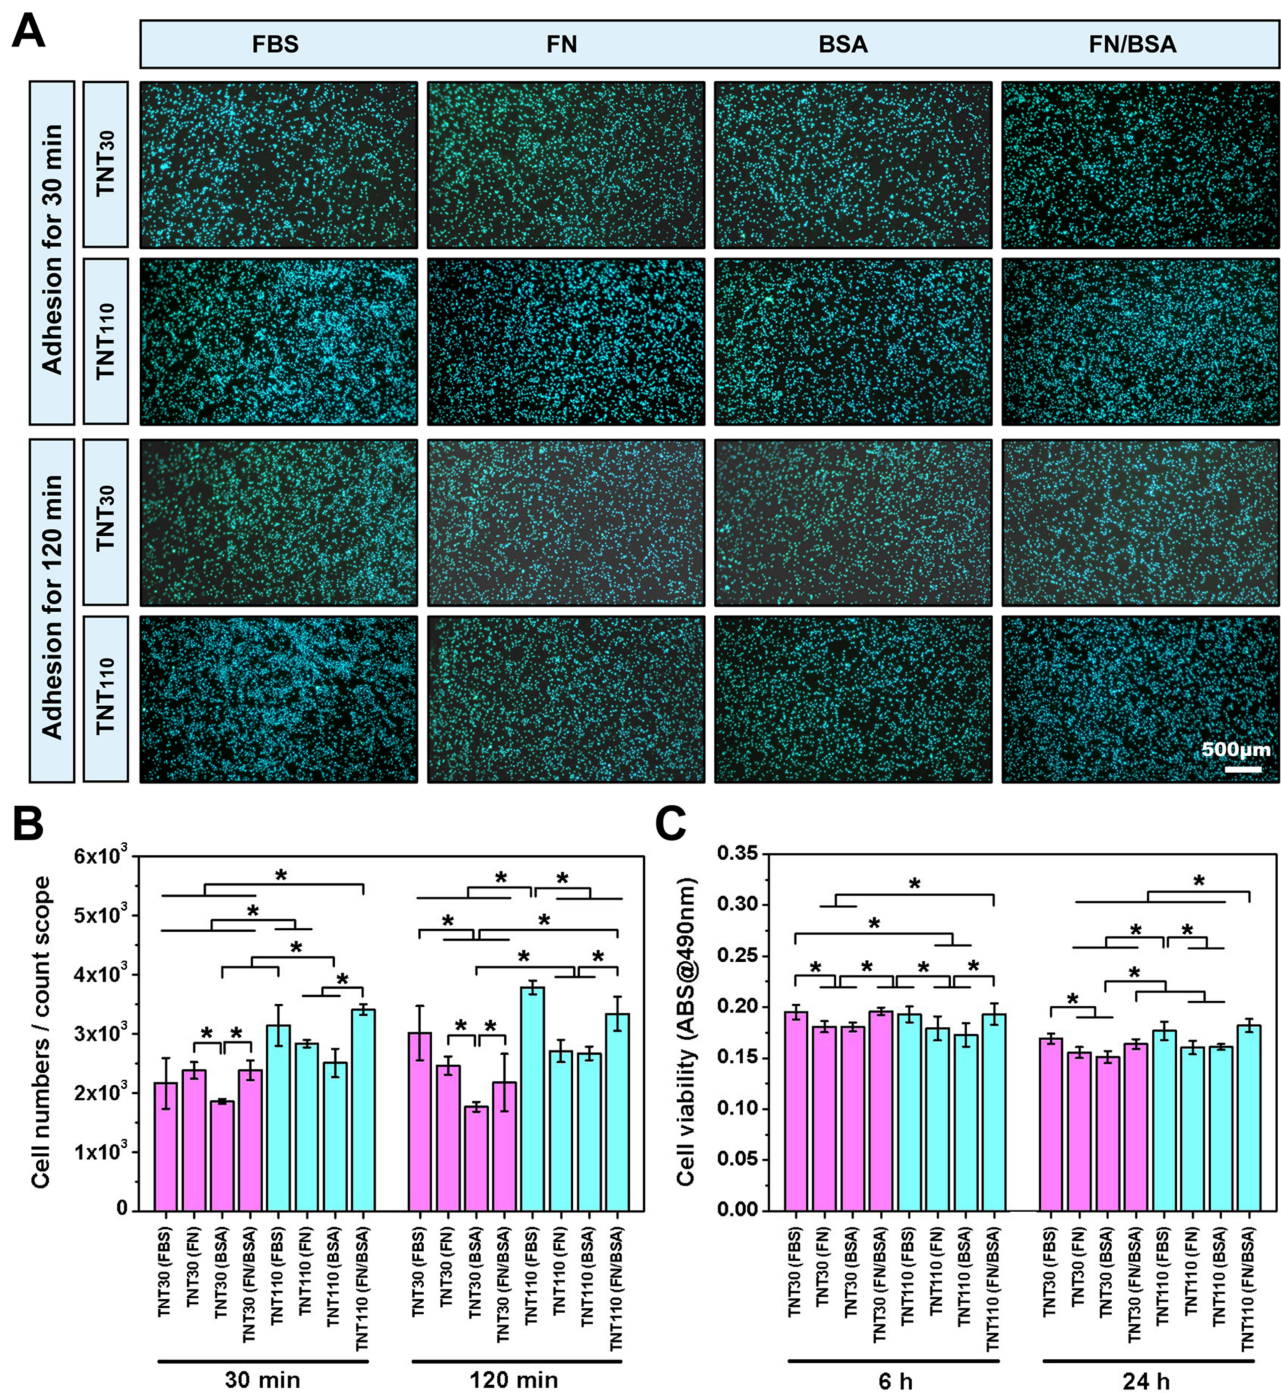 A
FBS FN BSA FN/BSA
Adhesion for 30 min
TNT30
TNT110
Adhesion for 120 min
TNT30
TNT110
500µm
B
Cell numbers / count scope
6x10³
5x10³
4x10³
3x10³
2x10³
1x10³
0
* * * * * *
* * * * * * * *
TNT30 (FBS)
TNT30 (FN)
TNT30 (BSA)
TNT30 (FN/BSA)
TNT110 (FBS)
TNT110 (FN)
TNT110 (BSA)
TNT110 (FN/BSA)
30 min
TNT30 (FBS)
TNT30 (FN)
TNT30 (BSA)
TNT30 (FN/BSA)
TNT110 (FBS)
TNT110 (FN)
TNT110 (BSA)
TNT110 (FN/BSA)
120 min
C
Cell viability (ABS@490nm)
0.35
0.30
0.25
0.20
0.15
0.10
0.05
0.00
* * * * * * *
* * * * *
TNT30 (FBS)
TNT30 (FN)
TNT30 (BSA)
TNT30 (FN/BSA)
TNT110 (FBS)
TNT110 (FN)
TNT110 (BSA)
TNT110 (FN/BSA)
6 h
TNT30 (FBS)
TNT30 (FN)
TNT30 (BSA)
TNT30 (FN/BSA)
TNT110 (FBS)
TNT110 (FN)
TNT110 (BSA)
TNT110 (FN/BSA)
24 h